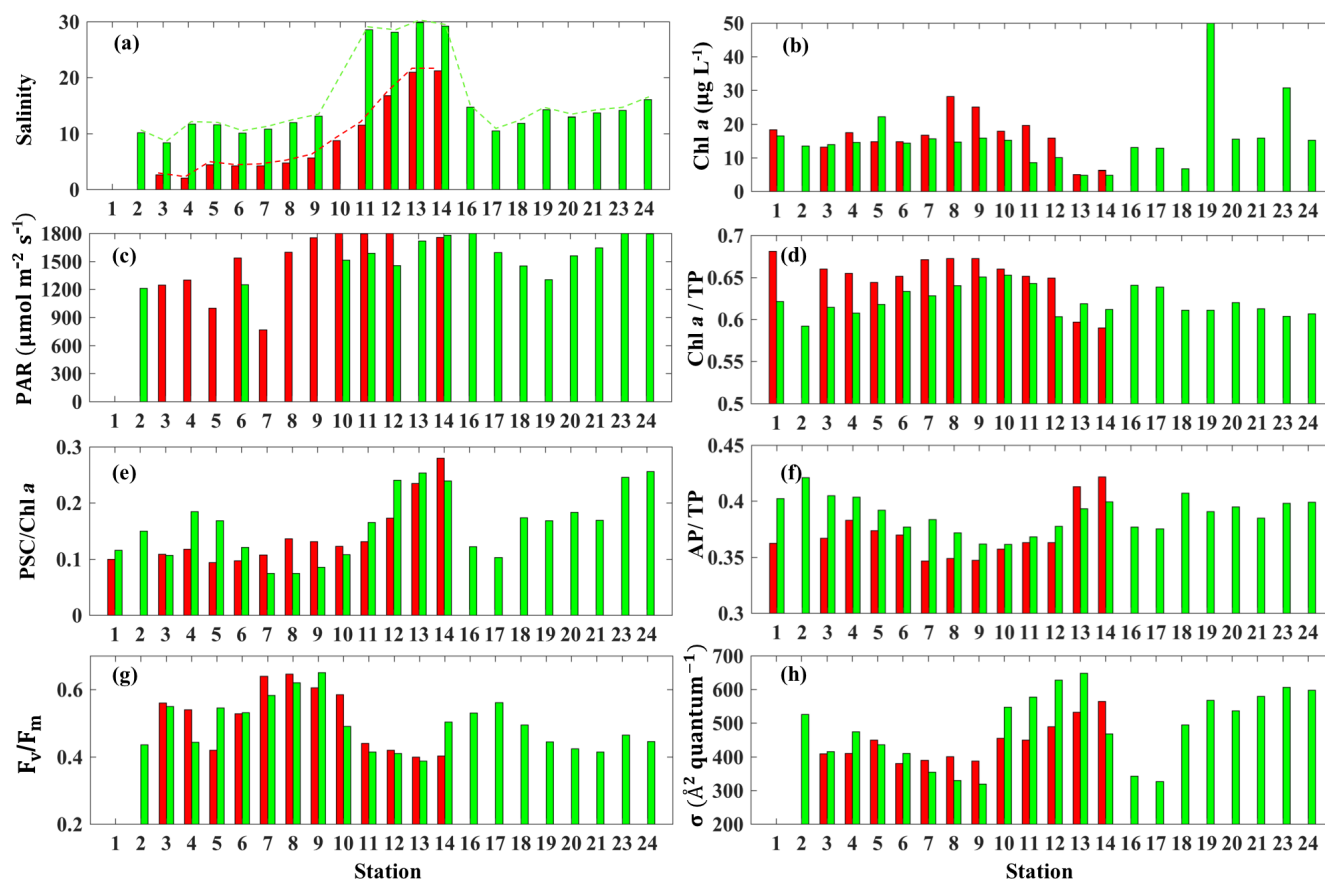 (a)
Salinity
30
20
10
0
1 2 3 4 5 6 7 8 9 10 11 12 13 14 16 17 18 19 20 21 23 24
(b)
Chl a (μg L⁻¹)
50
40
30
20
10
0
1 2 3 4 5 6 7 8 9 10 11 12 13 14 16 17 18 19 20 21 23 24
(c)
PAR (μmol m⁻² s⁻¹)
1800
1500
1200
900
600
300
0
1 2 3 4 5 6 7 8 9 10 11 12 13 14 16 17 18 19 20 21 23 24
(d)
Chl a / TP
0.7
0.65
0.6
0.55
0.5
1 2 3 4 5 6 7 8 9 10 11 12 13 14 16 17 18 19 20 21 23 24
(e)
PSC/Chl a
0.3
0.2
0.1
0
1 2 3 4 5 6 7 8 9 10 11 12 13 14 16 17 18 19 20 21 23 24
(f)
AP/ TP
0.45
0.4
0.35
0.3
1 2 3 4 5 6 7 8 9 10 11 12 13 14 16 17 18 19 20 21 23 24
(g)
Fᵥ/Fₘ
0.6
0.4
0.2
1 2 3 4 5 6 7 8 9 10 11 12 13 14 16 17 18 19 20 21 23 24
Station
(h)
σ (Å² quantum⁻¹)
700
600
500
400
300
200
1 2 3 4 5 6 7 8 9 10 11 12 13 14 16 17 18 19 20 21 23 24
Station